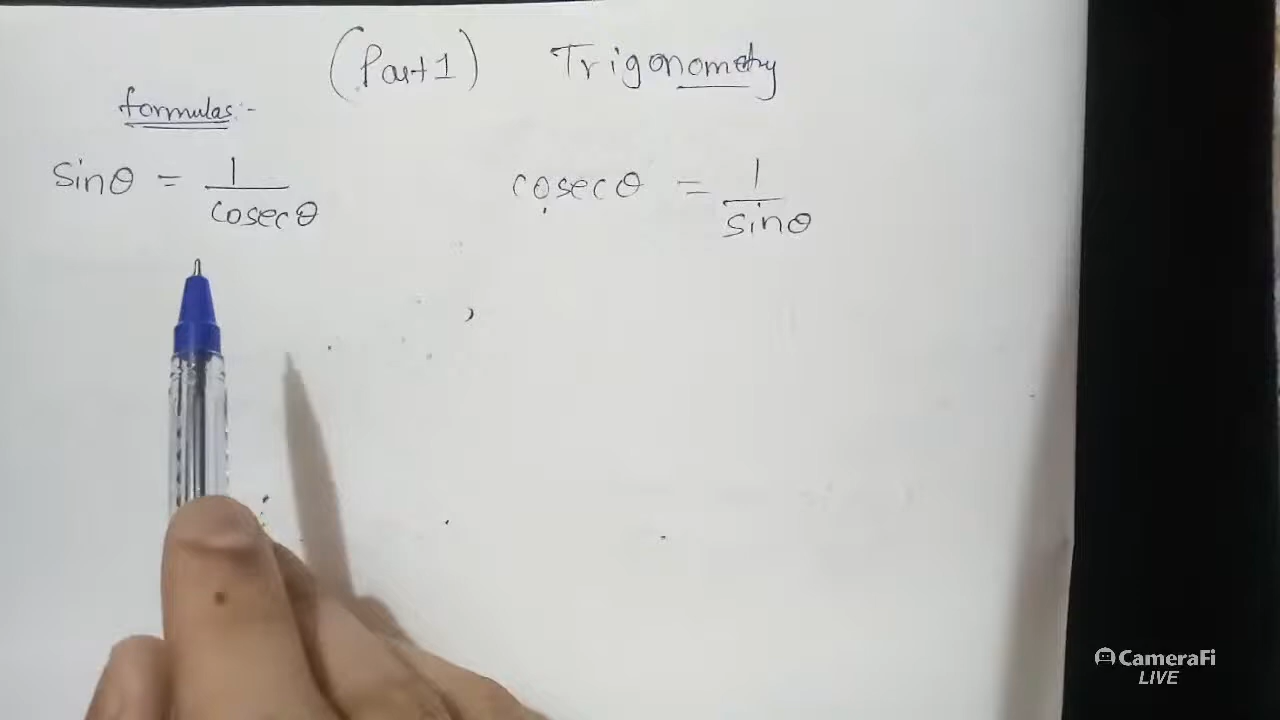 (Part 1) Trigonometry
formulas:-
sinθ = 1/cosecθ
cosecθ = 1/sinθ
CameraFi
LIVE